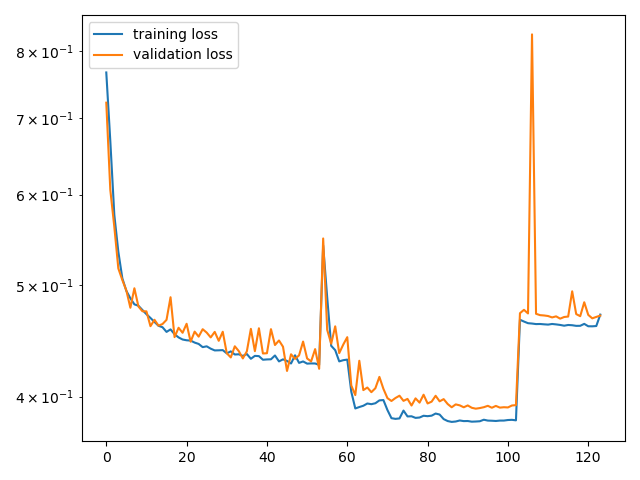 training loss
validation loss
8 × 10⁻¹
7 × 10⁻¹
6 × 10⁻¹
5 × 10⁻¹
4 × 10⁻¹
0 20 40 60 80 100 120